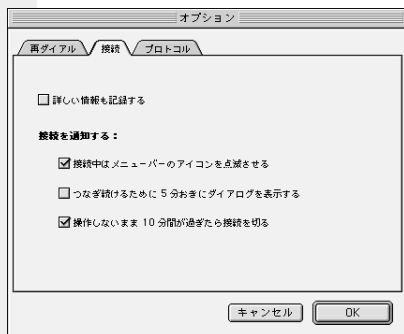 オプション
再ダイアル 接続 プロトコル
詳しい情報も記録する
接続を通知する：
接続中はメニューバーのアイコンを点滅させる
つなぎ続けるために 5 分おきにダイアログを表示する
操作しないまま 10 分間が過ぎたら接続を切る
キャンセル OK